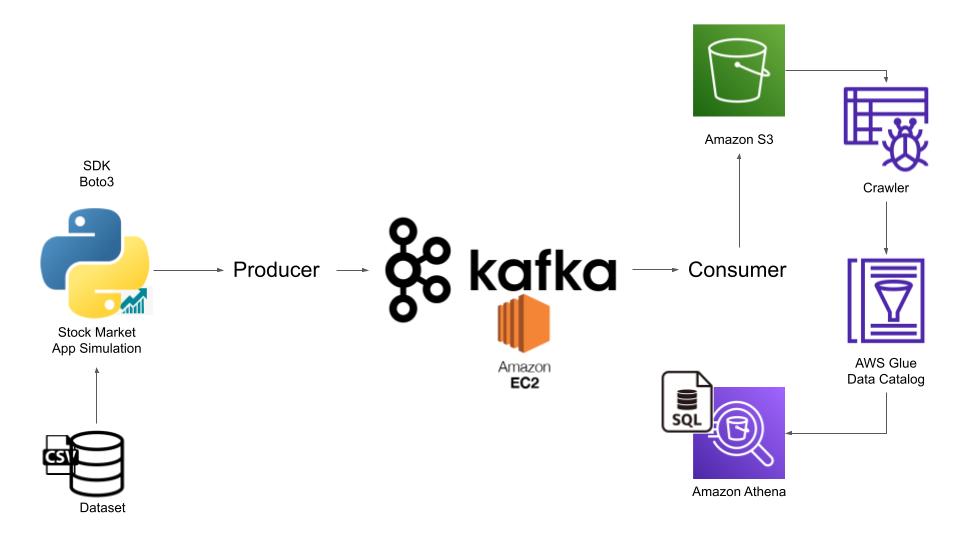 SDK
Boto3
Stock Market
App Simulation
CSV
Dataset
Producer
kafka
Amazon
EC2
Consumer
Amazon S3
Crawler
AWS Glue
Data Catalog
SQL
Amazon Athena